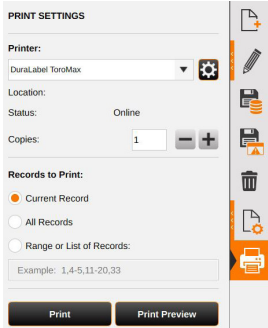 PRINT SETTINGS
Printer:
DuraLabel ToroMax
Location:
Status: Online
Copies: 1
Records to Print:
Current Record
All Records
Range or List of Records:
Example: 1,4-5,11-20,33
Print Print Preview